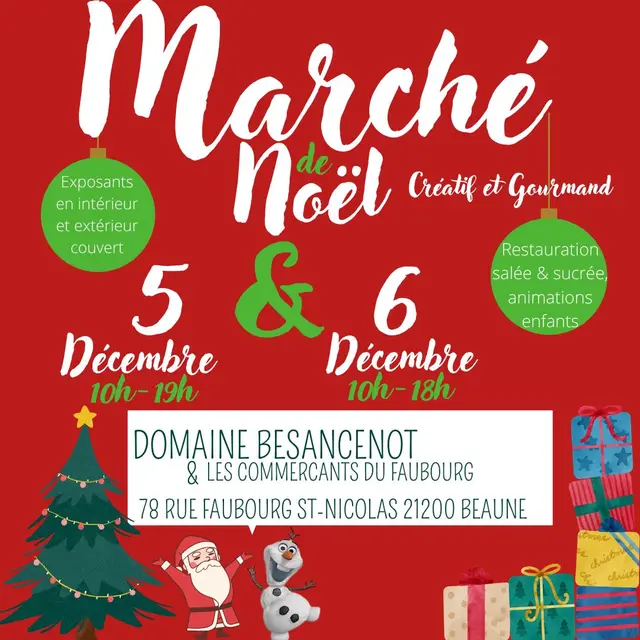 Marché
de
Noël
Créatif et Gourmand
Exposants
en intérieur
et extérieur
couvert
Restauration
salée & sucrée,
animations
enfants
&
5
Décembre
10h-19h
6
Décembre
10h-18h
DOMAINE BESANCENOT
& LES COMMERCANTS DU FAUBOURG
78 RUE FAUBOURG ST-NICOLAS 21200 BEAUNE